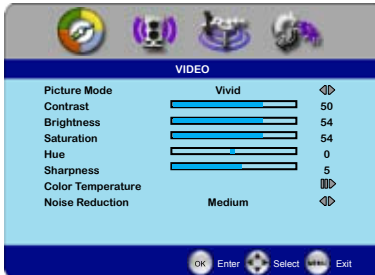 VIDEO
Picture Mode Vivid
Contrast 50
Brightness 54
Saturation 54
Hue 0
Sharpness 5
Color Temperature
Noise Reduction Medium
OK Enter Select MENU Exit